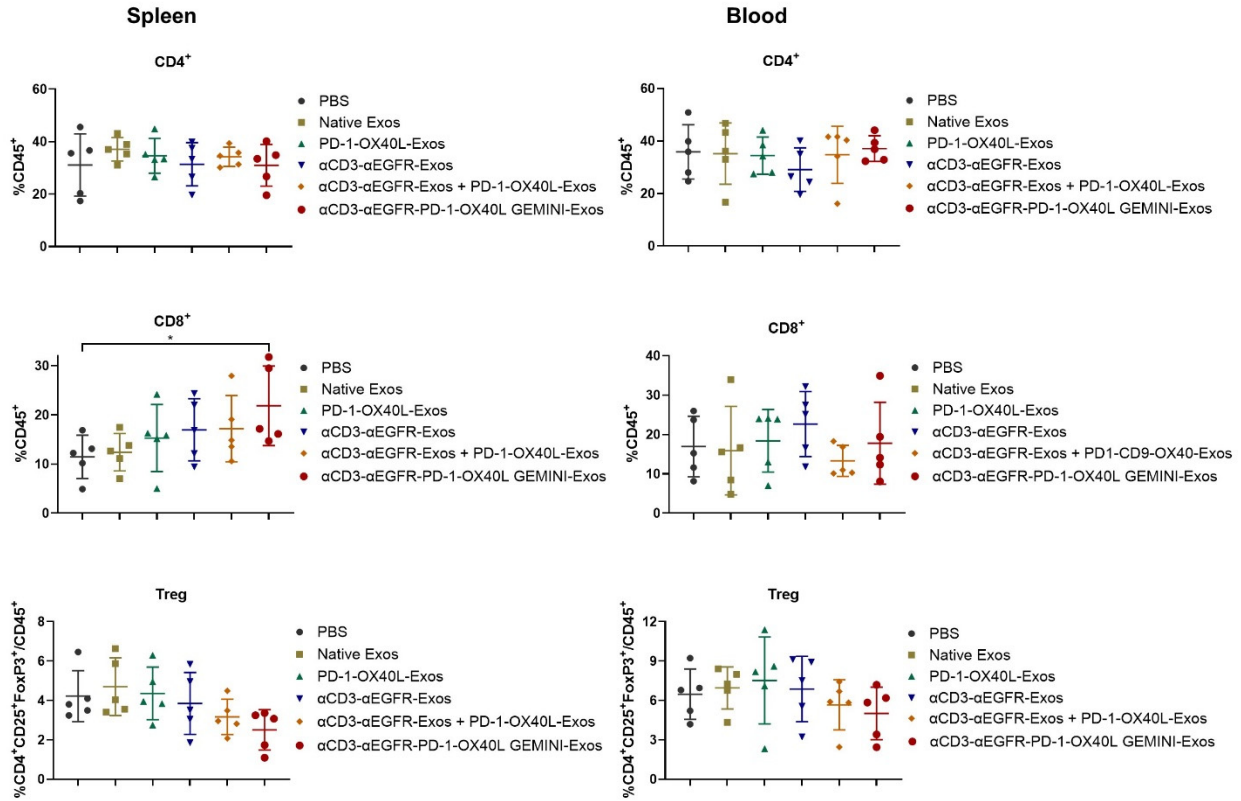 Spleen
Blood
CD4+
%CD45+
60
40
20
0
PBS
Native Exos
PD-1-OX40L-Exos
αCD3-αEGFR-Exos
αCD3-αEGFR-Exos + PD-1-OX40L-Exos
αCD3-αEGFR-PD-1-OX40L GEMINI-Exos
CD4+
%CD45+
60
40
20
0
PBS
Native Exos
PD-1-OX40L-Exos
αCD3-αEGFR-Exos
αCD3-αEGFR-Exos + PD-1-OX40L-Exos
αCD3-αEGFR-PD-1-OX40L GEMINI-Exos
CD8+
*
%CD45+
30
20
10
0
PBS
Native Exos
PD-1-OX40L-Exos
αCD3-αEGFR-Exos
αCD3-αEGFR-Exos + PD-1-OX40L-Exos
αCD3-αEGFR-PD-1-OX40L GEMINI-Exos
CD8+
%CD45+
40
30
20
10
0
PBS
Native Exos
PD-1-OX40L-Exos
αCD3-αEGFR-Exos
αCD3-αEGFR-Exos + PD1-CD9-OX40-Exos
αCD3-αEGFR-PD-1-OX40L GEMINI-Exos
Treg
%CD4+CD25+FoxP3+/CD45+
8
6
4
2
0
PBS
Native Exos
PD-1-OX40L-Exos
αCD3-αEGFR-Exos
αCD3-αEGFR-Exos + PD-1-OX40L-Exos
αCD3-αEGFR-PD-1-OX40L GEMINI-Exos
Treg
%CD4+CD25+FoxP3+/CD45+
12
9
6
3
0
PBS
Native Exos
PD-1-OX40L-Exos
αCD3-αEGFR-Exos
αCD3-αEGFR-Exos + PD-1-OX40L-Exos
αCD3-αEGFR-PD-1-OX40L GEMINI-Exos